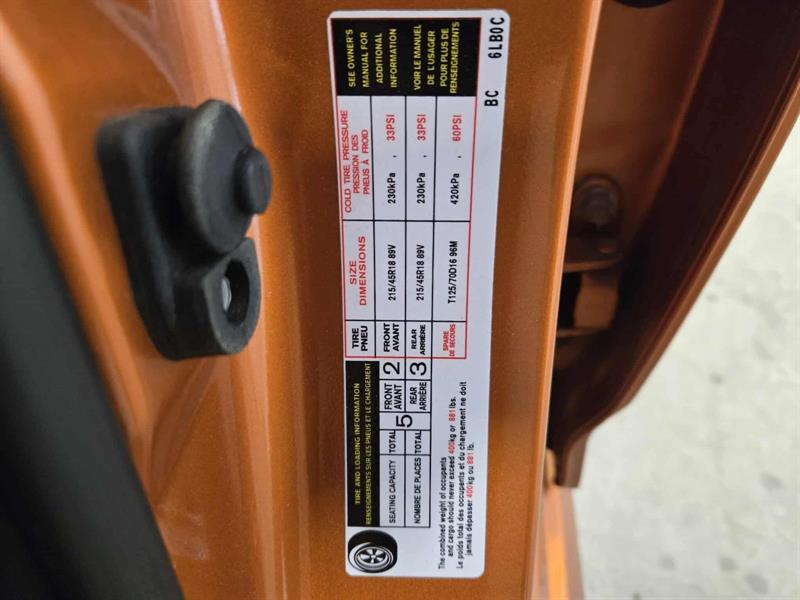 TIRE AND LOADING INFORMATION
RENSEIGNEMENTS SUR LES PNEUS ET LE CHARGEMENT
SEATING CAPACITY TOTAL 5 FRONT AVANT 2
NOMBRE DE PLACES TOTAL REAR ARRIÈRE 3
The combined weight of occupants
and cargo should never exceed 400kg or 881 lbs.
Le poids total des occupants et du chargement ne doit
jamais dépasser 400 kg ou 881 lb.
TIRE
PNEU
SIZE
DIMENSIONS
COLD TIRE PRESSURE
PRESSION DES
PNEUS À FROID
FRONT
AVANT
215/45R18 89V
230kPa , 33PSI
REAR
ARRIÈRE
215/45R18 89V
230kPa , 33PSI
SPARE
DE SECOURS
T125/70D16 96M
420kPa , 60PSI
SEE OWNER'S
MANUAL FOR
ADDITIONAL
INFORMATION
VOIR LE MANUEL
DE L'USAGER
POUR PLUS DE
RENSEIGNEMENTS
BC 6LB0C